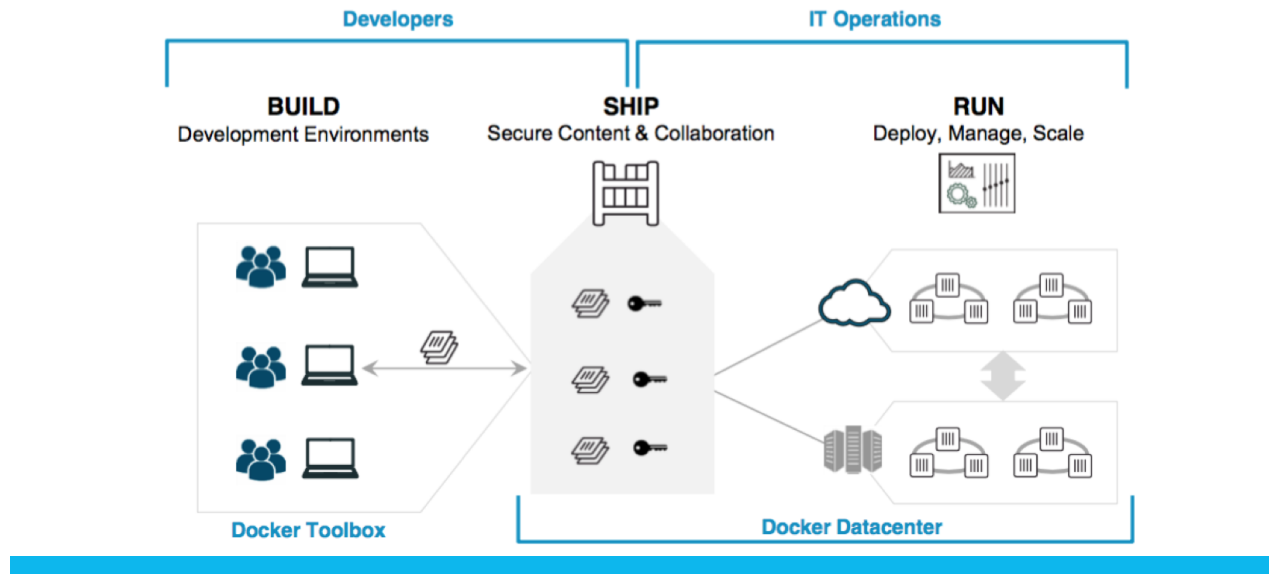 Developers
IT Operations
BUILD
Development Environments
SHIP
Secure Content & Collaboration
RUN
Deploy, Manage, Scale
Docker Toolbox
Docker Datacenter